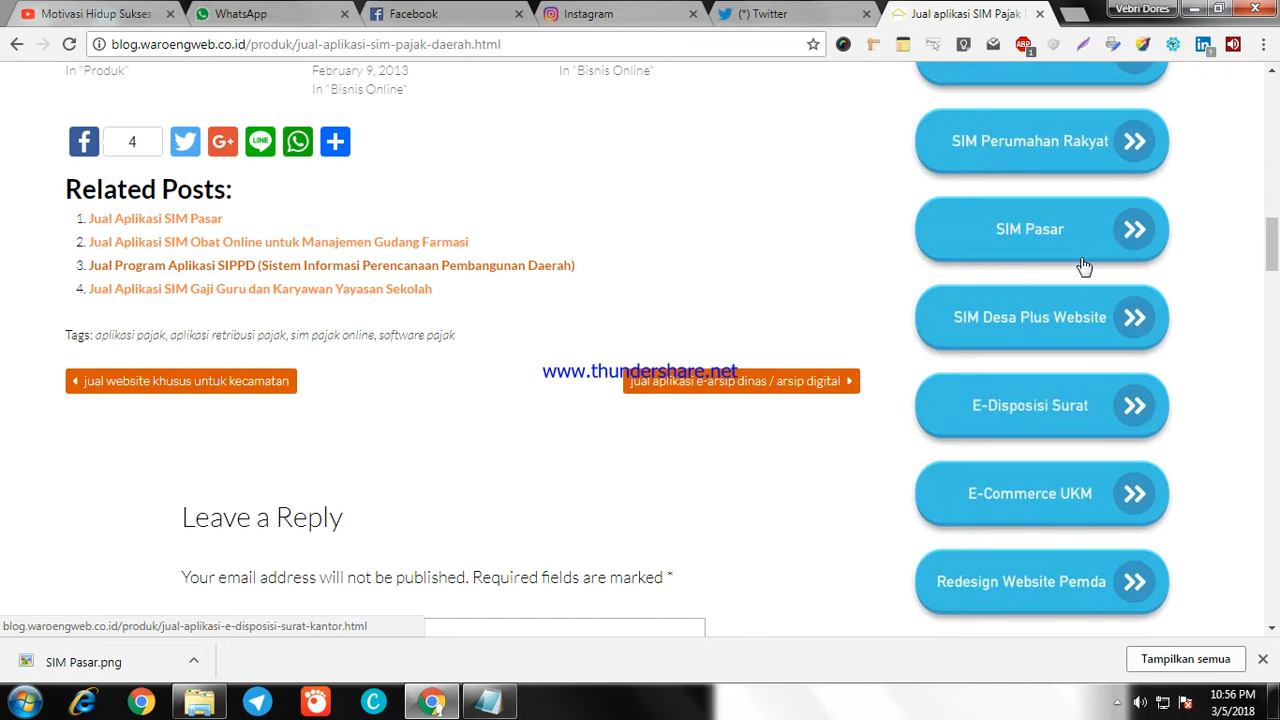 Motivasi Hidup Sukses
WhatsApp
Facebook
Instagram
(*) Twitter
Jual aplikasi SIM Pajak
Vebri Dores
blog.waroengweb.co.id/produk/jual-aplikasi-sim-pajak-daerah.html
In "Produk"
February 9, 2013
In "Bisnis Online"
In "Bisnis Online"
4
Related Posts:
1. Jual Aplikasi SIM Pasar
2. Jual Aplikasi SIM Obat Online untuk Manajemen Gudang Farmasi
3. Jual Program Aplikasi SIPPD (Sistem Informasi Perencanaan Pembangunan Daerah)
4. Jual Aplikasi SIM Gaji Guru dan Karyawan Yayasan Sekolah
Tags: aplikasi pajak, aplikasi retribusi pajak, sim pajak online, software pajak
www.thundershare.net
jual website khusus untuk kecamatan
jual aplikasi e-arsip dinas / arsip digital
Leave a Reply
Your email address will not be published. Required fields are marked *
SIM Perumahan Rakyat
SIM Pasar
SIM Desa Plus Website
E-Disposisi Surat
E-Commerce UKM
Redesign Website Pemda
blog.waroengweb.co.id/produk/jual-aplikasi-e-disposisi-surat-kantor.html
SIM Pasar.png
Tampilkan semua
10:56 PM
3/5/2018